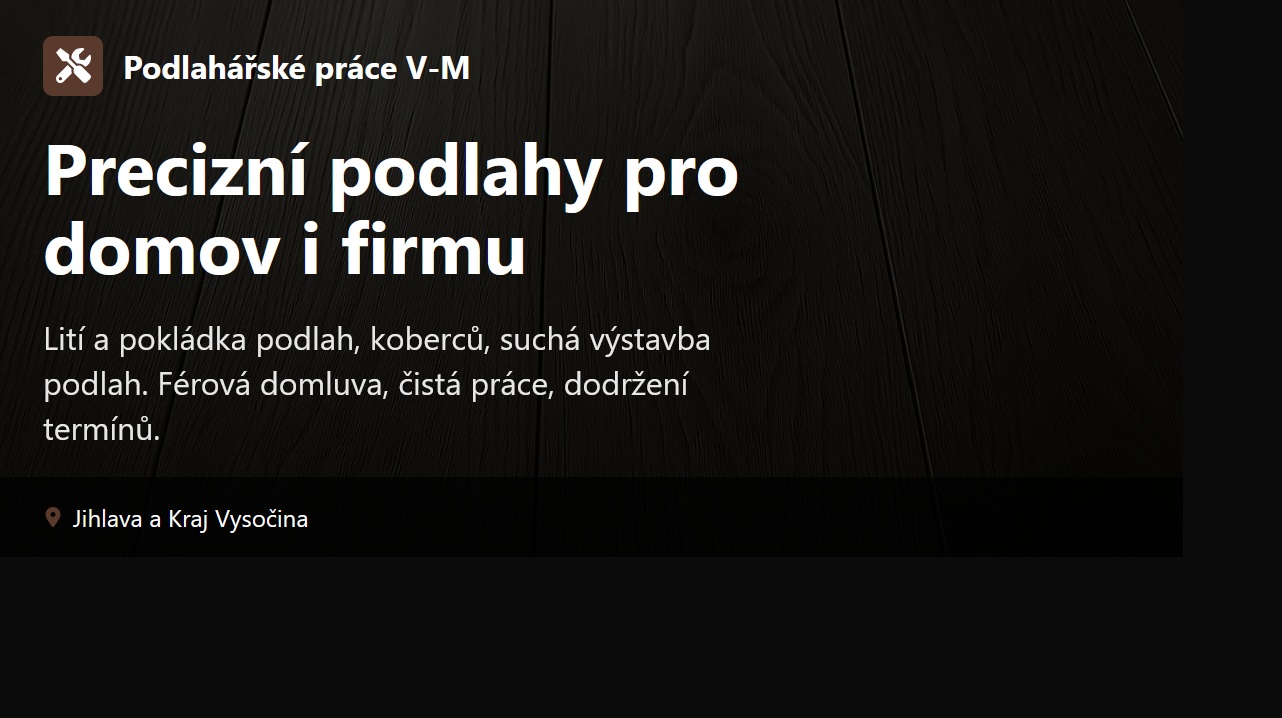 Podlahářské práce V-M
Precizní podlahy pro
domov i firmu
Lití a pokládka podlah, koberců, suchá výstavba
podlah. Férová domluva, čistá práce, dodržení
termínů.
Jihlava a Kraj Vysočina